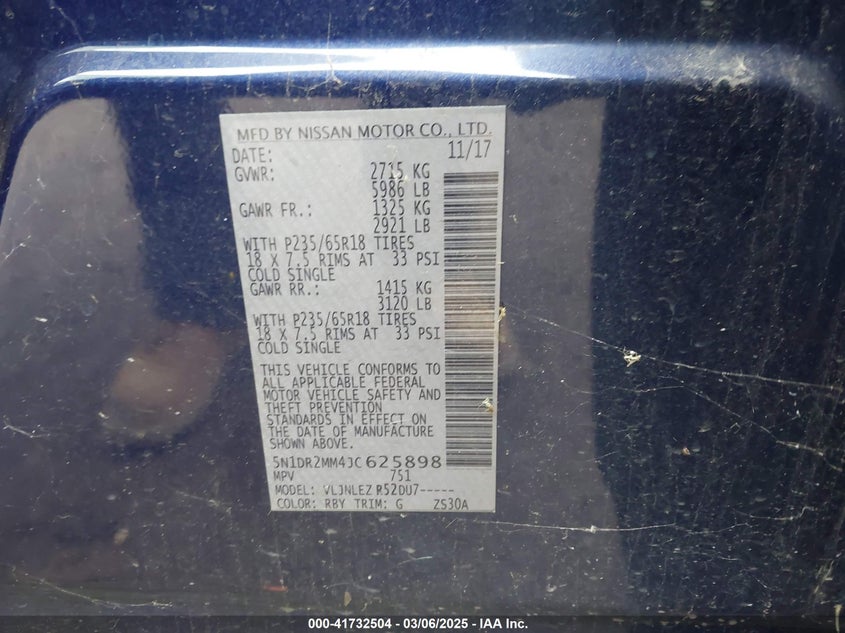 MFD BY NISSAN MOTOR CO., LTD.
DATE: 11/17
GVWR: 2715 KG
5986 LB
GAWR FR.: 1325 KG
2921 LB
WITH P235/65R18 TIRES
18 X 7.5 RIMS AT 33 PSI
COLD SINGLE
GAWR RR.: 1415 KG
3120 LB
WITH P235/65R18 TIRES
18 X 7.5 RIMS AT 33 PSI
COLD SINGLE
THIS VEHICLE CONFORMS TO
ALL APPLICABLE FEDERAL
MOTOR VEHICLE SAFETY AND
THEFT PREVENTION
STANDARDS IN EFFECT ON
THE DATE OF MANUFACTURE
SHOWN ABOVE.
5N1DR2MM4JC625898
MPV 751
MODEL: VLJNLEZ R52DU7-----
COLOR: RBY TRIM: G ZS30A
000-41732504 — 03/06/2025 — IAA Inc.